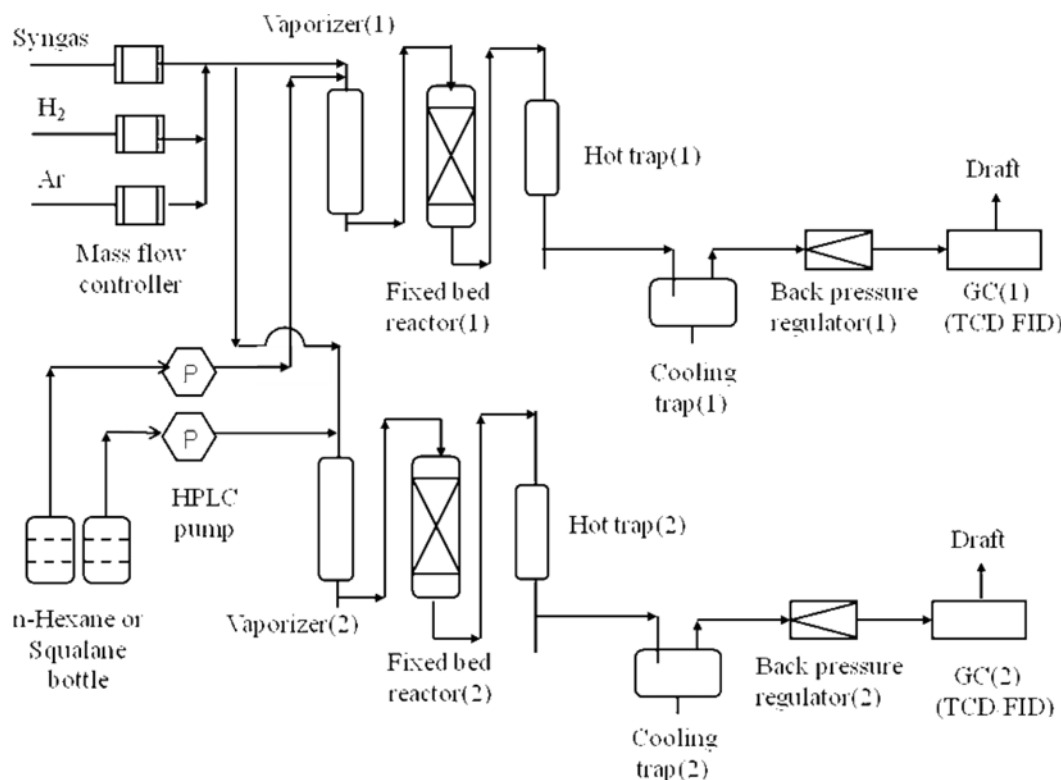 Syngas
Vaporizer(1)
H₂
Ar
Mass flow
controller
Hot trap(1)
Draft
Fixed bed
reactor(1)
Back pressure
regulator(1)
GC(1)
(TCD FID)
Cooling
trap(1)
P
P
HPLC
pump
n-Hexane or
Squalane
bottle
Vaporizer(2)
Hot trap(2)
Draft
Fixed bed
reactor(2)
Back pressure
regulator(2)
GC(2)
(TCD-FID)
Cooling
trap(2)